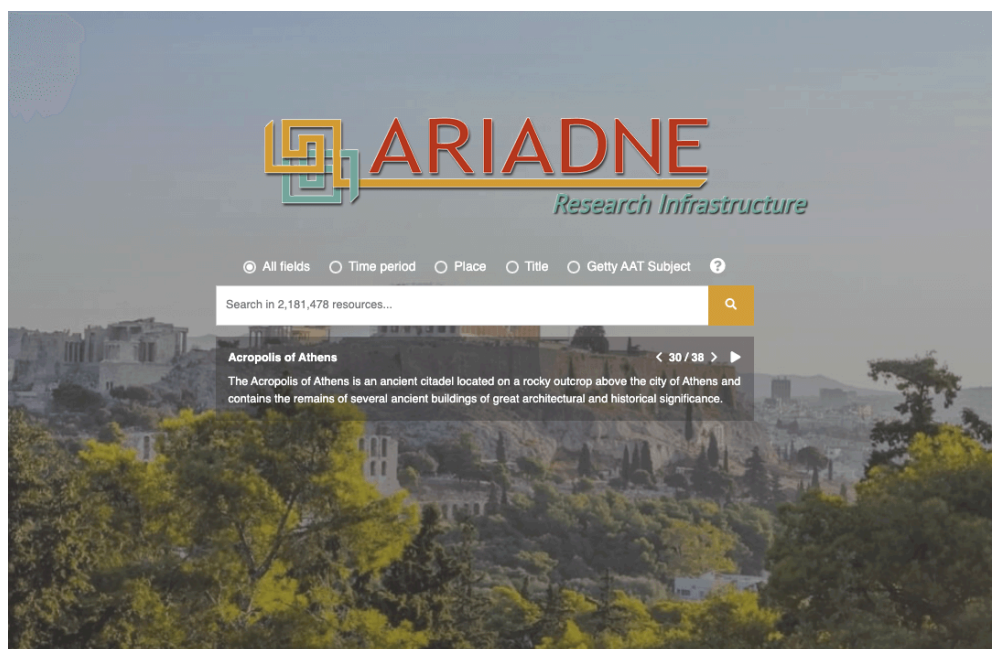 ARIADNE
Research Infrastructure
All fields Time period Place Title Getty AAT Subject ?
Search in 2,181,478 resources...
Acropolis of Athens < 30 / 38 >
The Acropolis of Athens is an ancient citadel located on a rocky outcrop above the city of Athens and
contains the remains of several ancient buildings of great architectural and historical significance.